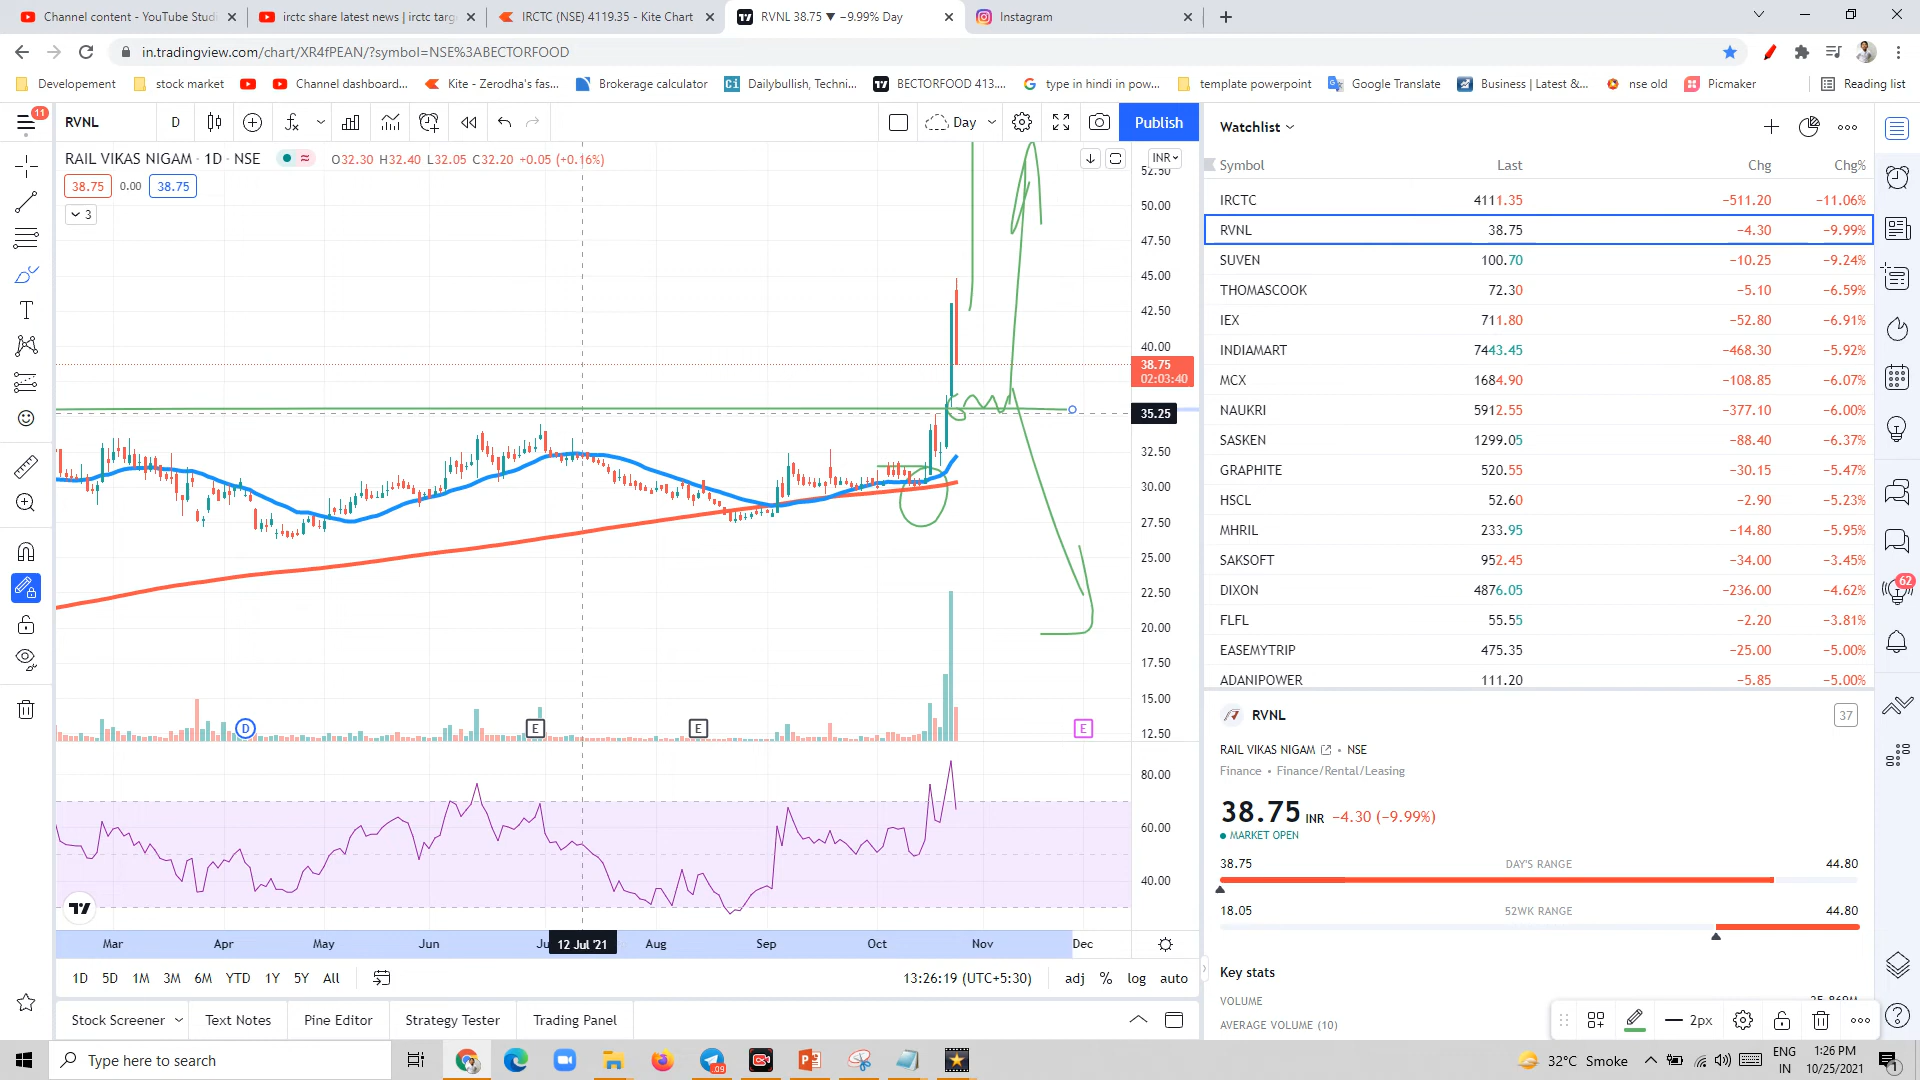 Channel content - YouTube Studi
irctc share latest news | irctc targ
IRCTC (NSE) 4119.35 - Kite Chart
RVNL 38.75 ▼ −9.99% Day
Instagram
in.tradingview.com/chart/XR4fPEAN/?symbol=NSE%3ABECTORFOOD
Developement
stock market
Channel dashboard...
Kite - Zerodha's fas...
Brokerage calculator
Dailybullish, Techni...
BECTORFOOD 413....
type in hindi in pow...
template powerpoint
Google Translate
Business | Latest &...
nse old
Picmaker
Reading list
11
RVNL
D
Day
Publish
RAIL VIKAS NIGAM · 1D · NSE
O32.30 H32.40 L32.05 C32.20 +0.05 (+0.16%)
38.75 0.00 38.75
3
INR
52.50
50.00
47.50
45.00
42.50
40.00
38.75
02:03:40
35.25
32.50
30.00
27.50
25.00
22.50
20.00
17.50
15.00
12.50
D E E E
80.00
60.00
40.00
Mar Apr May Jun Ju 12 Jul '21 Aug Sep Oct Nov Dec
1D 5D 1M 3M 6M YTD 1Y 5Y All
13:26:19 (UTC+5:30) adj % log auto
Stock Screener Text Notes Pine Editor Strategy Tester Trading Panel
Watchlist
Symbol Last Chg Chg%
IRCTC 4111.35 −511.20 −11.06%
RVNL 38.75 −4.30 −9.99%
SUVEN 100.70 −10.25 −9.24%
THOMASCOOK 72.30 −5.10 −6.59%
IEX 711.80 −52.80 −6.91%
INDIAMART 7443.45 −468.30 −5.92%
MCX 1684.90 −108.85 −6.07%
NAUKRI 5912.55 −377.10 −6.00%
SASKEN 1299.05 −88.40 −6.37%
GRAPHITE 520.55 −30.15 −5.47%
HSCL 52.60 −2.90 −5.23%
MHRIL 233.95 −14.80 −5.95%
SAKSOFT 952.45 −34.00 −3.45%
DIXON 4876.05 −236.00 −4.62%
FLFL 55.55 −2.20 −3.81%
EASEMYTRIP 475.35 −25.00 −5.00%
ADANIPOWER 111.20 −5.85 −5.00%
62
RVNL 37
RAIL VIKAS NIGAM • NSE
Finance • Finance/Rental/Leasing
38.75 INR −4.30 (−9.99%)
MARKET OPEN
38.75 DAY'S RANGE 44.80
18.05 52WK RANGE 44.80
Key stats
VOLUME
AVERAGE VOLUME (10)
2px
Type here to search
.09
32°C Smoke
ENG
IN
1:26 PM
10/25/2021
1